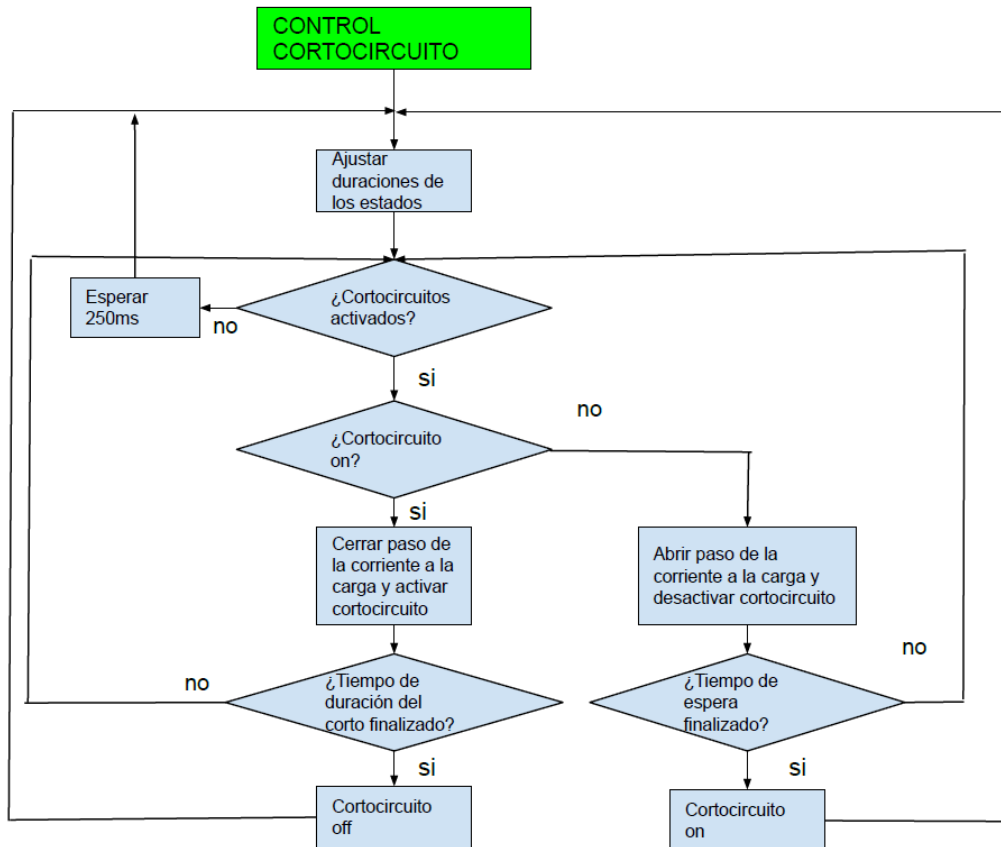 CONTROL
CORTOCIRCUITO
Ajustar
duraciones de
los estados
Esperar
250ms
no
¿Cortocircuitos
activados?
si
no
¿Cortocircuito
on?
si
Cerrar paso de
la corriente a la
carga y activar
cortocircuito
Abrir paso de la
corriente a la carga y
desactivar cortocircuito
no
¿Tiempo de
duración del
corto finalizado?
no
¿Tiempo de
espera
finalizado?
si
si
Cortocircuito
off
Cortocircuito
on